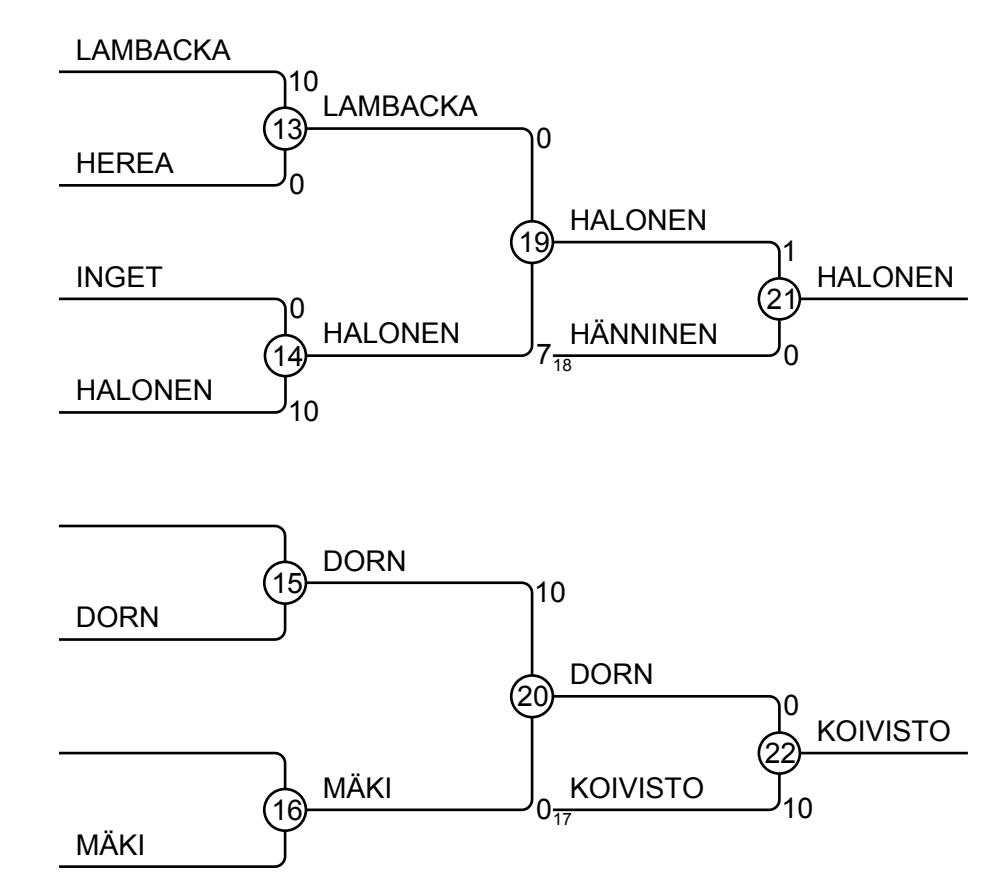 LAMBACKA
10
13
LAMBACKA
0
HEREA
0
19
HALONEN
1
INGET
0
21
HALONEN
14
HALONEN
7
18
HÄNNINEN
0
HALONEN
10
15
DORN
10
DORN
20
DORN
0
22
KOIVISTO
16
MÄKI
0
17
KOIVISTO
10
MÄKI